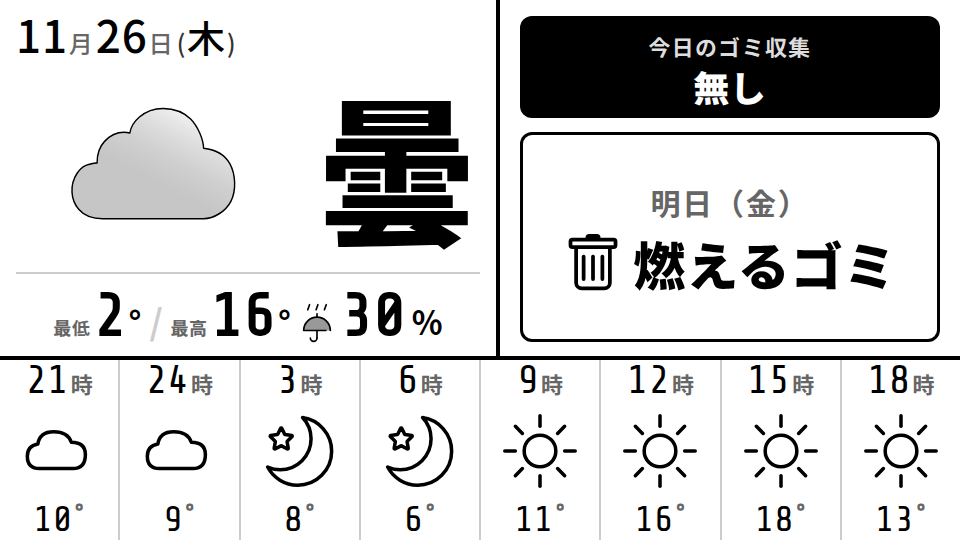 11月26日(木)
曇
最低 2°/ 最高 16° 30%
今日のゴミ収集
無し
明日（金）
燃えるゴミ
21時 24時 3時 6時 9時 12時 15時 18時
10° 9° 8° 6° 11° 16° 18° 13°